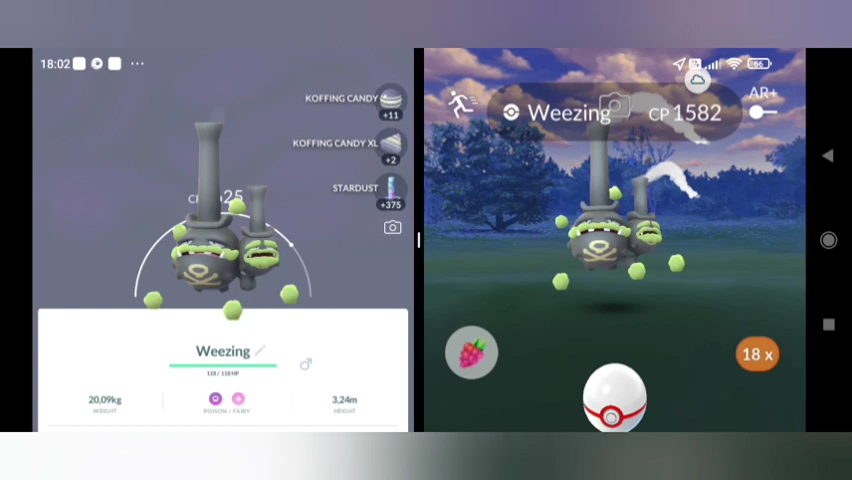 18:02
KOFFING CANDY
+11
KOFFING CANDY XL
+2
STARDUST
+375
Weezing
118 / 118 HP
20,09kg
WEIGHT
POISON / FAIRY
3,24m
HEIGHT
66
AR+
Weezing
CP 1582
18 x